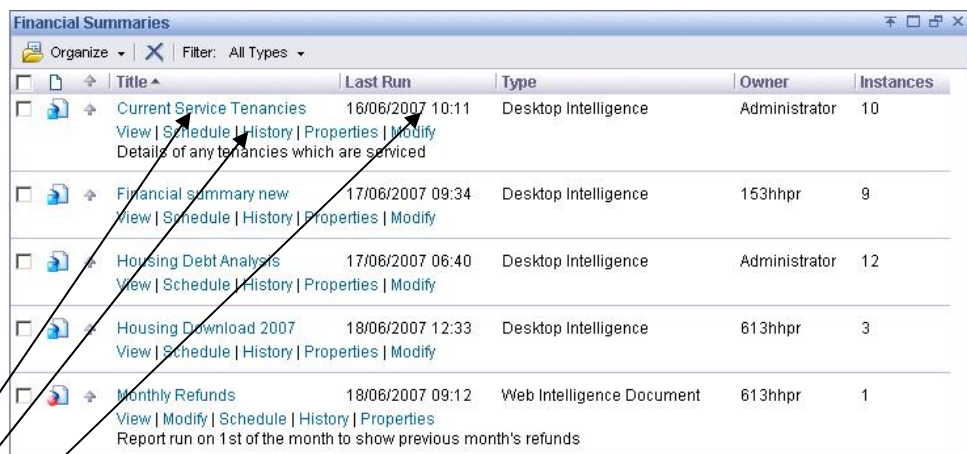 Financial Summaries
Organize Filter: All Types
Title Last Run Type Owner Instances
Current Service Tenancies 16/06/2007 10:11 Desktop Intelligence Administrator 10
View | Schedule | History | Properties | Modify
Details of any tenancies which are serviced
Financial summary new 17/06/2007 09:34 Desktop Intelligence 153hhpr 9
View | Schedule | History | Properties | Modify
Housing Debt Analysis 17/06/2007 06:40 Desktop Intelligence Administrator 12
View | Schedule | History | Properties | Modify
Housing Download 2007 18/06/2007 12:33 Desktop Intelligence 613hhpr 3
View | Schedule | History | Properties | Modify
Monthly Refunds 18/06/2007 09:12 Web Intelligence Document 613hhpr 1
View | Modify | Schedule | History | Properties
Report run on 1st of the month to show previous month's refunds